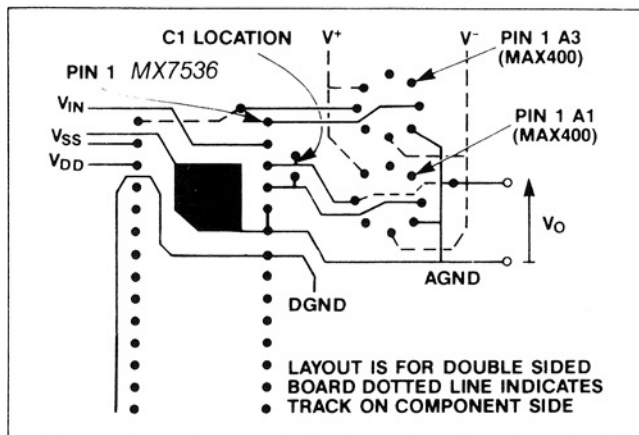 C1 LOCATION
V+
V-
PIN 1 A3
(MAX400)
PIN 1 MX7536
VIN
VSS
VDD
PIN 1 A1
(MAX400)
VO
AGND
DGND
LAYOUT IS FOR DOUBLE SIDED
BOARD DOTTED LINE INDICATES
TRACK ON COMPONENT SIDE